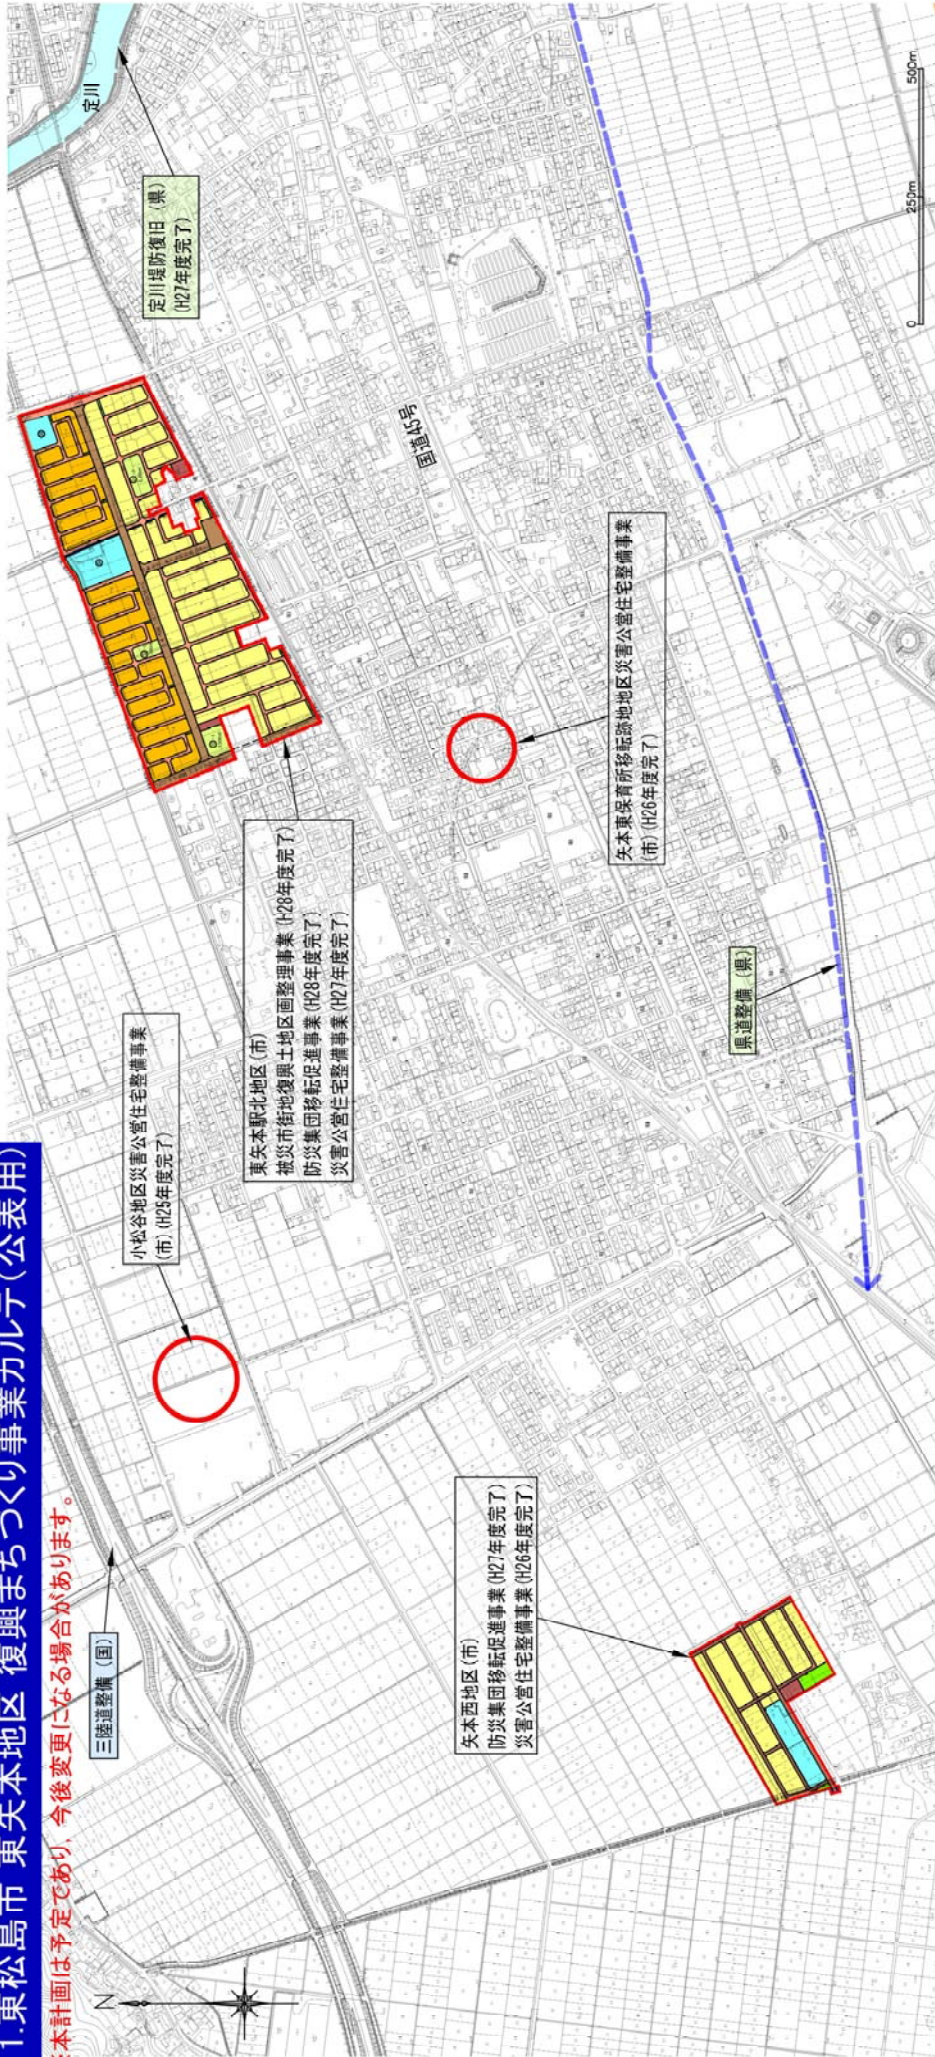 1.東松島市 東矢本地区 復興まちづくり事業カルテ(公表用)
※本計画は予定であり、今後変更になる場合があります。
N
三陸道整備 (国)
小松谷地区災害公営住宅整備事業
(市)(H25年度完了)
東矢本駅北地区(市)
被災市街地復興土地区画整理事業(H28年度完了)
防災集団移転促進事業(H28年度完了)
災害公営住宅整備事業(H27年度完了)
定川
定川堤防復旧 (県)
(H27年度完了)
国道45号
矢本東保育所移転跡地地区災害公営住宅整備事業
(市)(H26年度完了)
矢本西地区(市)
防災集団移転促進事業(H27年度完了)
災害公営住宅整備事業(H26年度完了)
県道整備 (県)
0 250m 500m